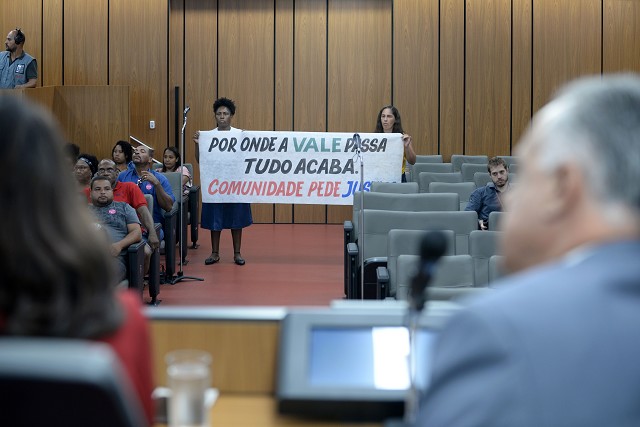 POR ONDE A VALE PASSA
TUDO ACABA.
COMUNIDADE PEDE